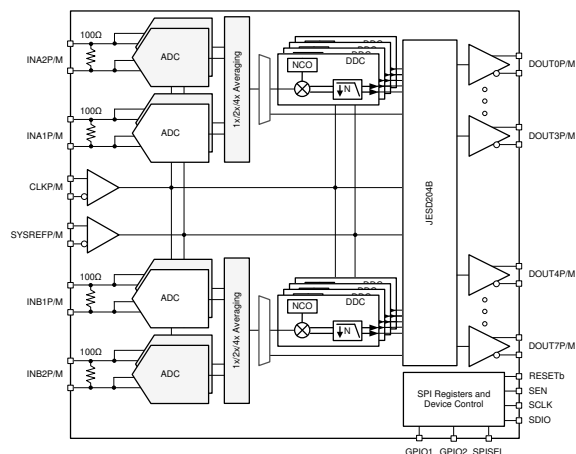 100Ω
INA2P/M
ADC
1x/2x/4x Averaging
DDC
NCO
N
JESD204B
DOUT0P/M
100Ω
INA1P/M
ADC
DOUT3P/M
CLKP/M
SYSREFP/M
100Ω
INB1P/M
ADC
1x/2x/4x Averaging
DDC
NCO
N
DOUT4P/M
100Ω
INB2P/M
ADC
DOUT7P/M
SPI Registers and
Device Control
RESETb
SEN
SCLK
SDIO
GPIO1 GPIO2 SPISEL